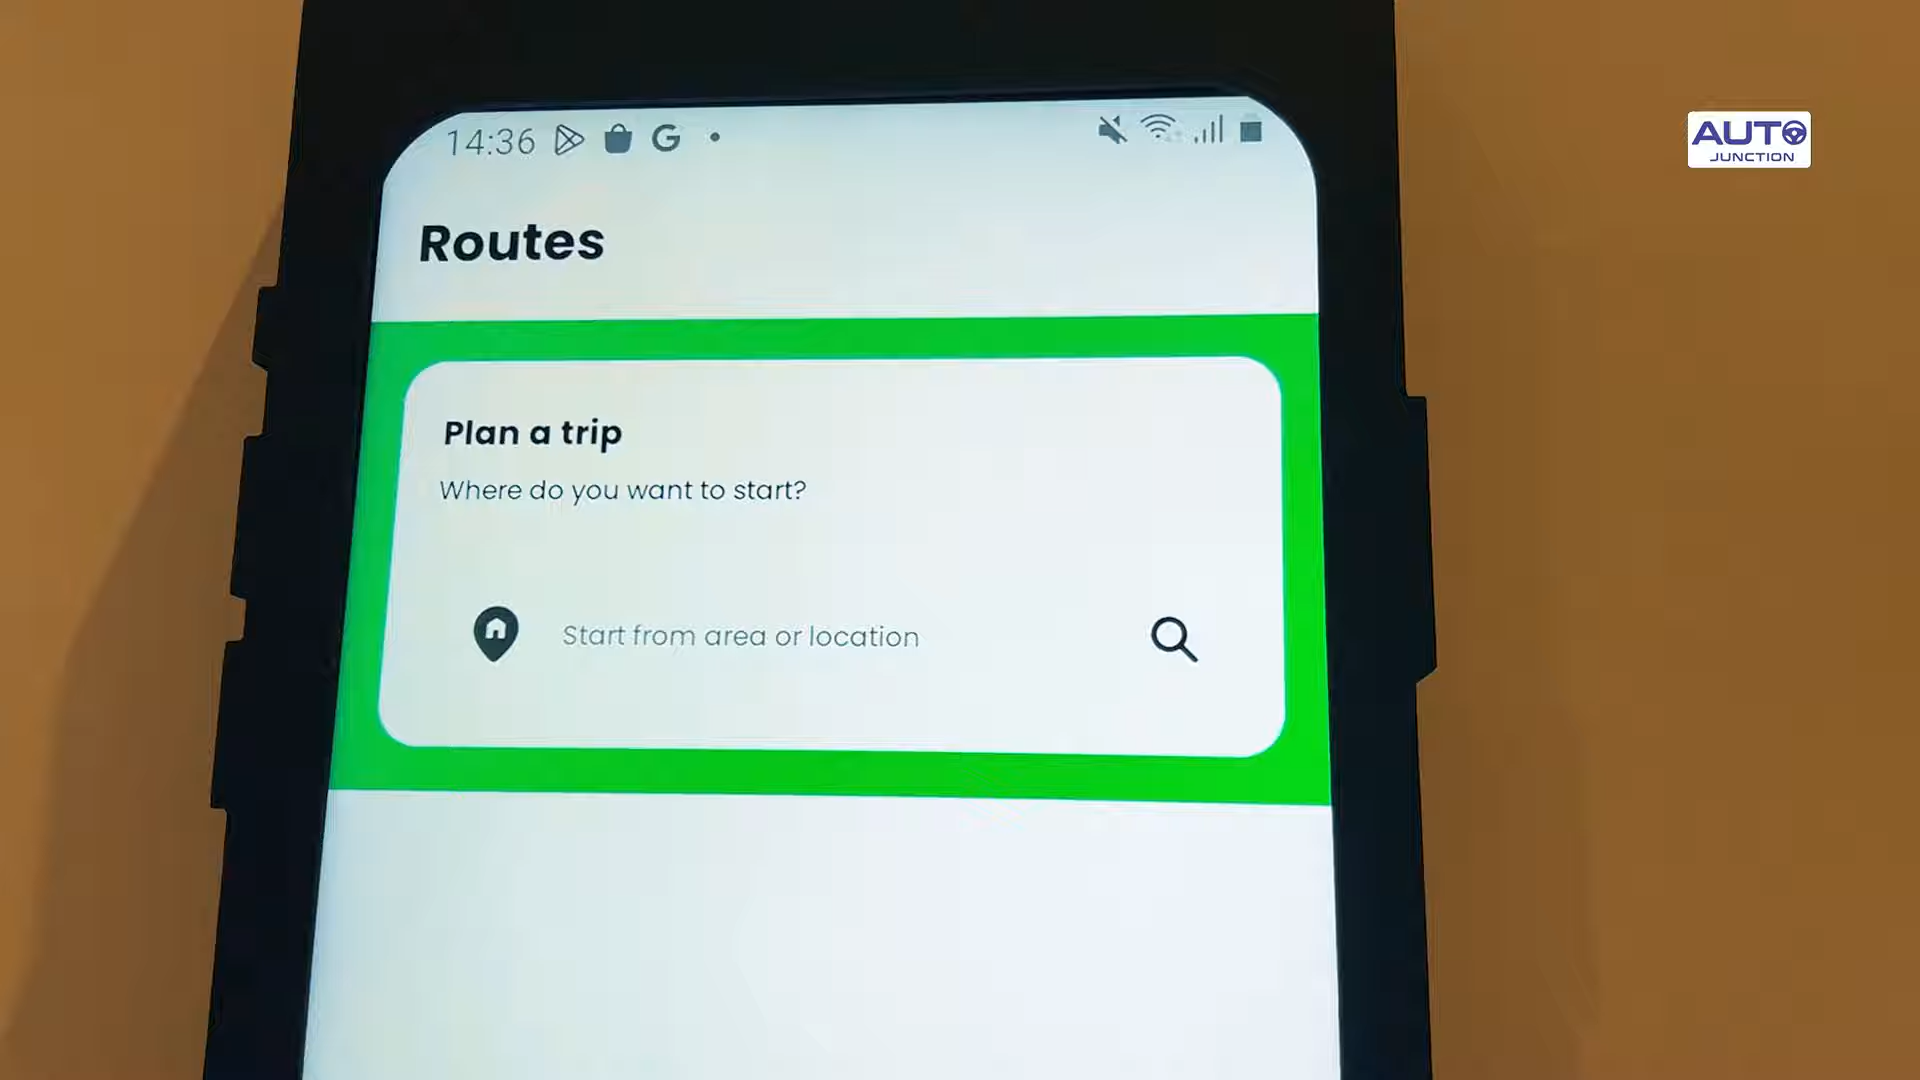 14:36
AUTO
JUNCTION
Routes
Plan a trip
Where do you want to start?
Start from area or location